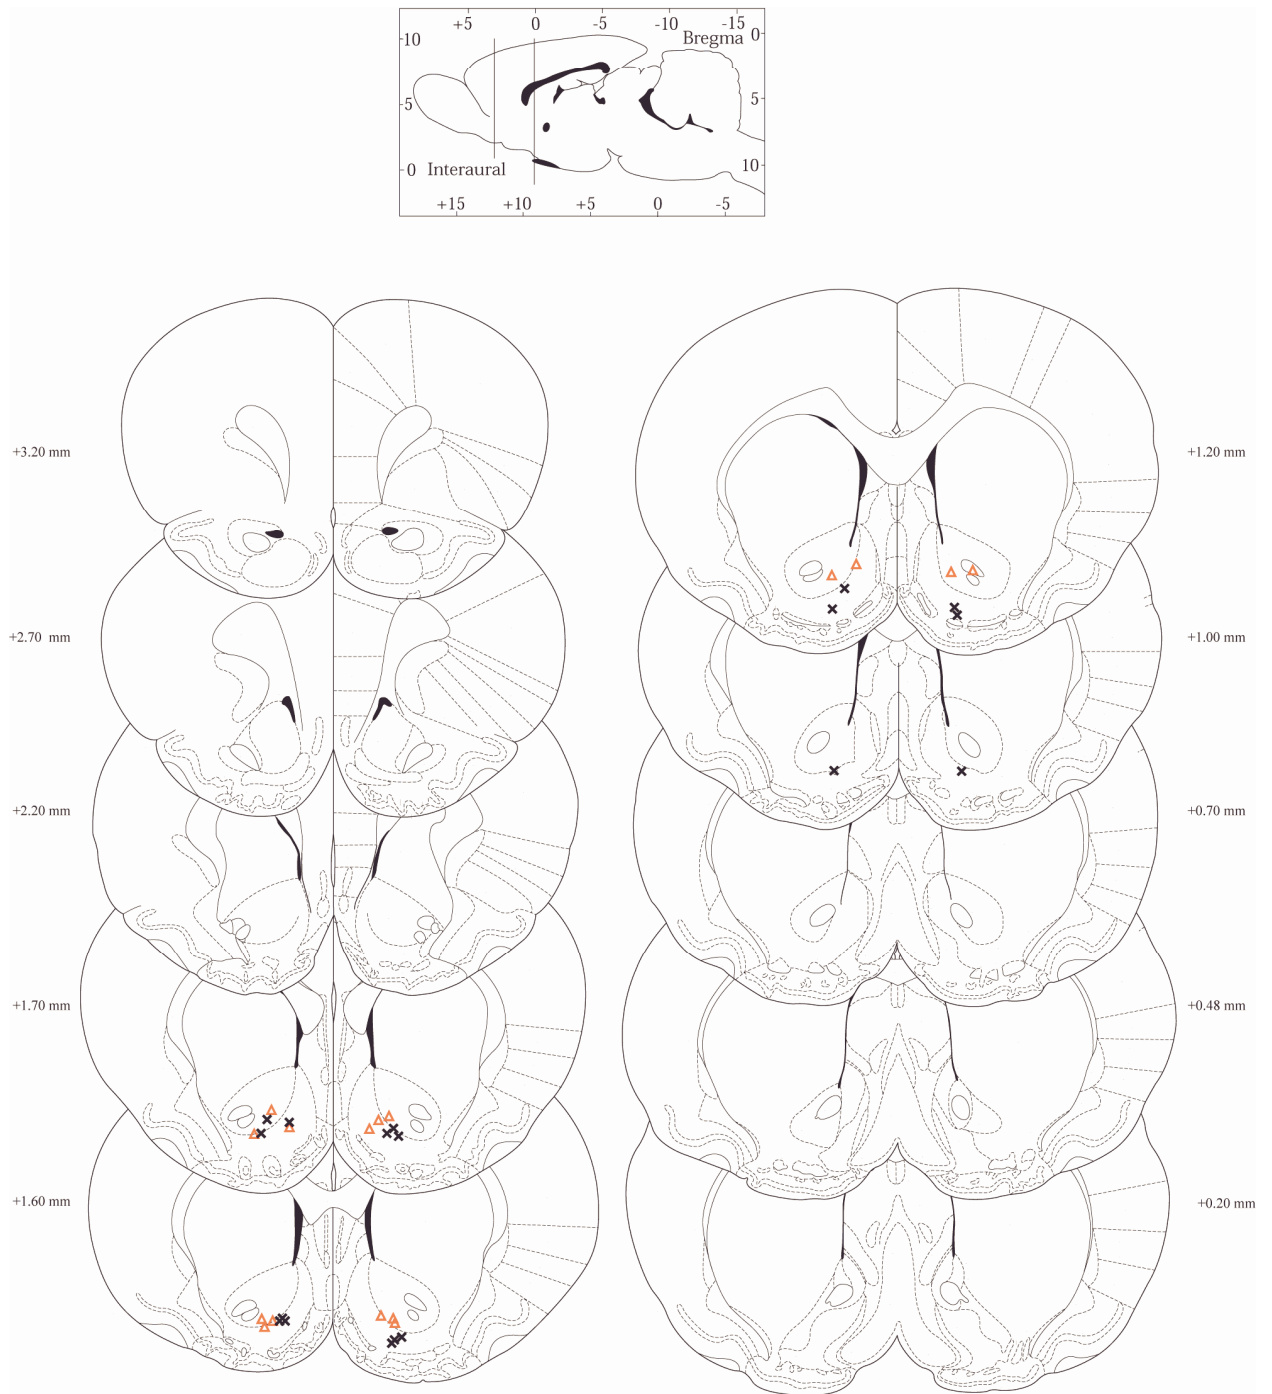 +5 0 -5 -10 -15
10 Bregma 0
5 5
0 Interaural 10
+15 +10 +5 0 -5
+3.20 mm
+2.70 mm
+2.20 mm
+1.70 mm
+1.60 mm
+1.20 mm
+1.00 mm
+0.70 mm
+0.48 mm
+0.20 mm